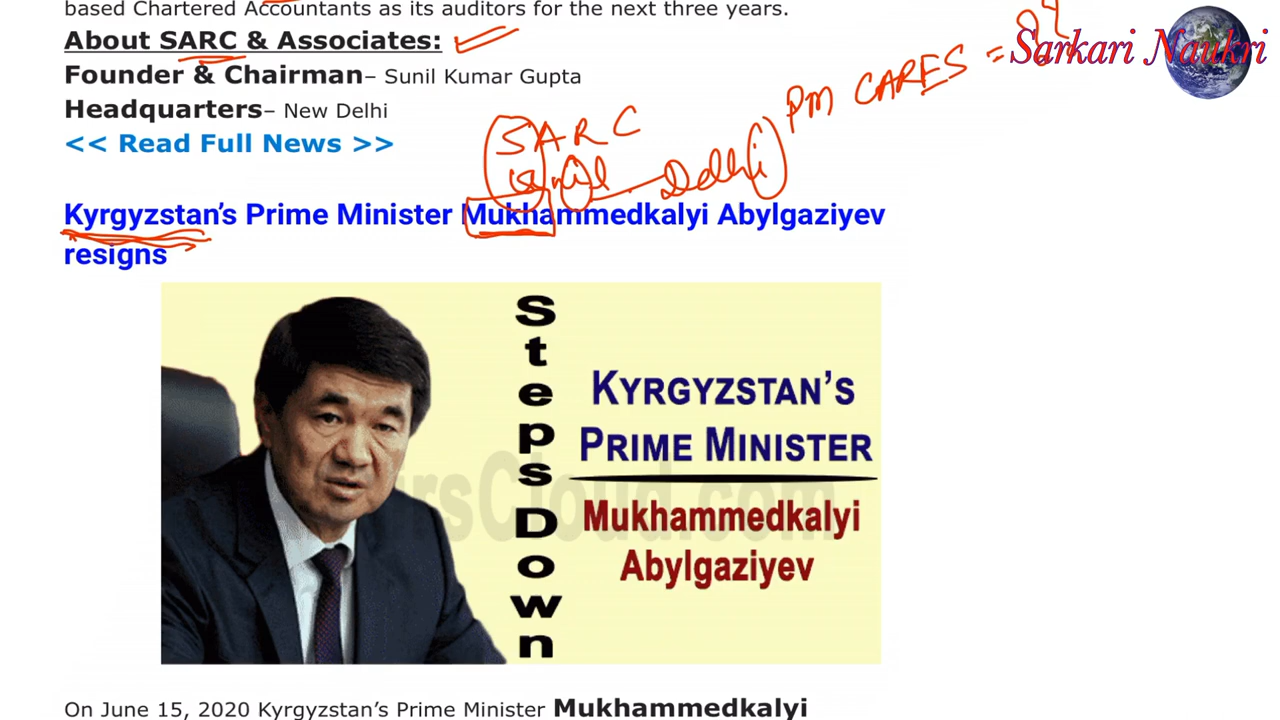 based Chartered Accountants as its auditors for the next three years.
About SARC & Associates:
Founder & Chairman– Sunil Kumar Gupta
Headquarters– New Delhi
<< Read Full News >>
Sarkari Naukri
PM CARES =
SARC
Delhi
Kyrgyzstan’s Prime Minister Mukhammedkalyi Abylgaziyev
resigns
Steps Down
KYRGYZSTAN’S
PRIME MINISTER
Mukhammedkalyi
Abylgaziyev
On June 15, 2020 Kyrgyzstan’s Prime Minister Mukhammedkalyi